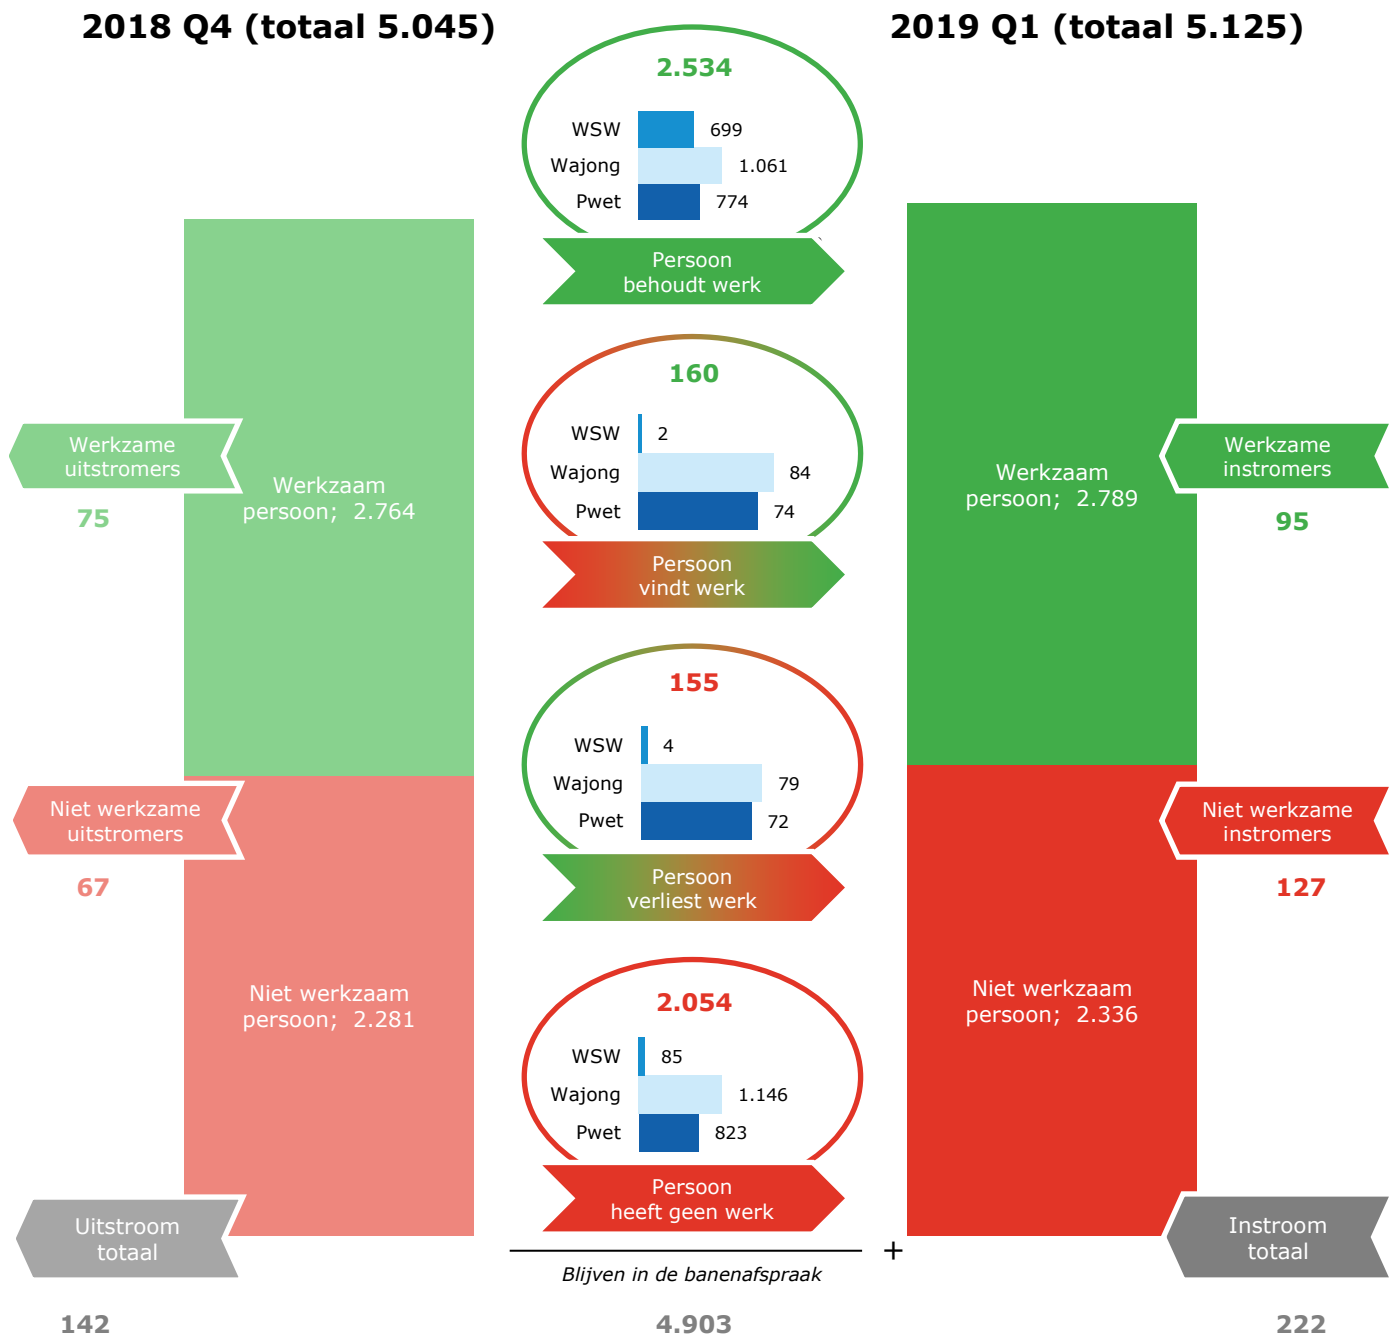 2018 Q4 (totaal 5.045)
2019 Q1 (totaal 5.125)
2.534
WSW 699
Wajong 1.061
Pwet 774
Persoon
behoudt werk
160
WSW 2
Wajong 84
Pwet 74
Persoon
vindt werk
155
WSW 4
Wajong 79
Pwet 72
Persoon
verliest werk
2.054
WSW 85
Wajong 1.146
Pwet 823
Persoon
heeft geen werk
Werkzame
uitstromers
75
Werkzaam
persoon; 2.764
Niet werkzame
uitstromers
67
Niet werkzaam
persoon; 2.281
Uitstroom
totaal
142
Werkzaam
persoon; 2.789
Werkzame
instromers
95
Niet werkzame
instromers
127
Niet werkzaam
persoon; 2.336
Instroom
totaal
222
+
Blijven in de banenafspraak
4.903